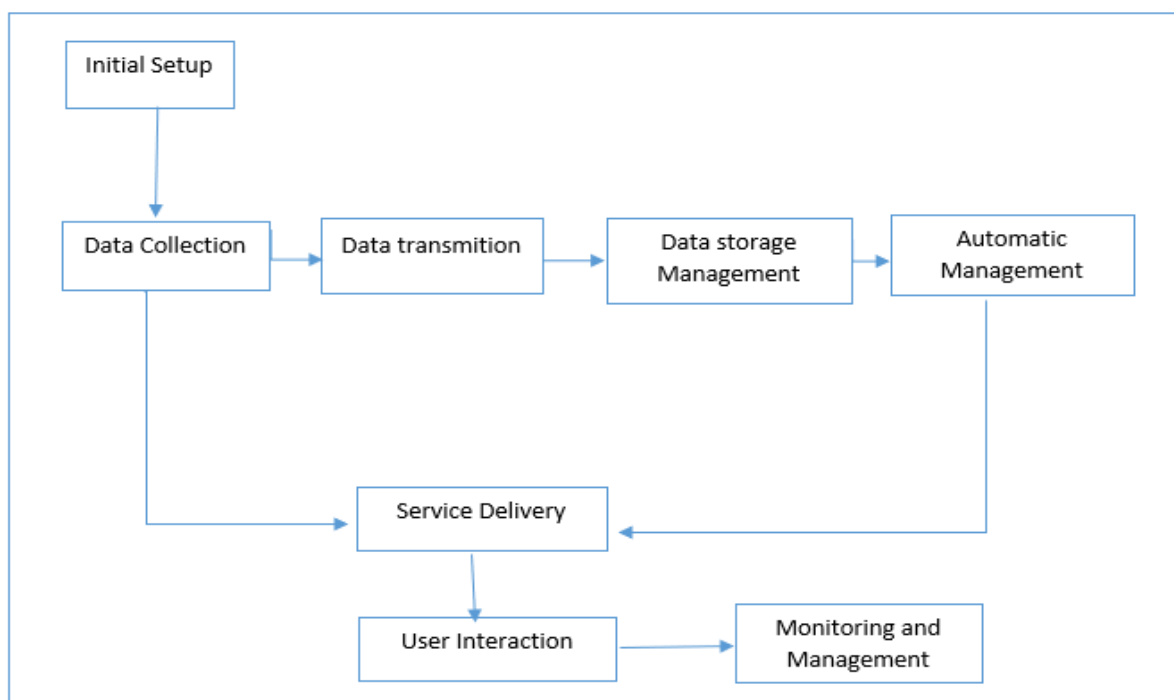 Initial Setup
Data Collection
Data transmition
Data storage
Management
Automatic
Management
Service Delivery
User Interaction
Monitoring and
Management